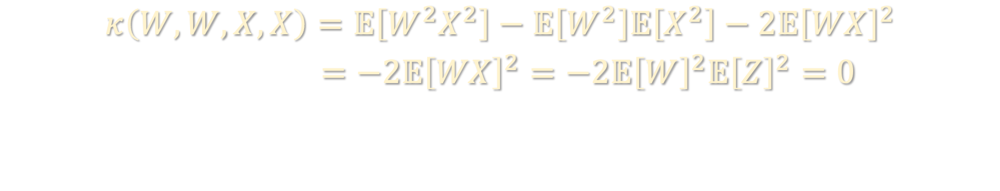 κ(W, W, X, X) = 𝔼[W²X²] − 𝔼[W²]𝔼[X²] − 2𝔼[WX]²
= −2𝔼[WX]² = −2𝔼[W]²𝔼[Z]² = 0